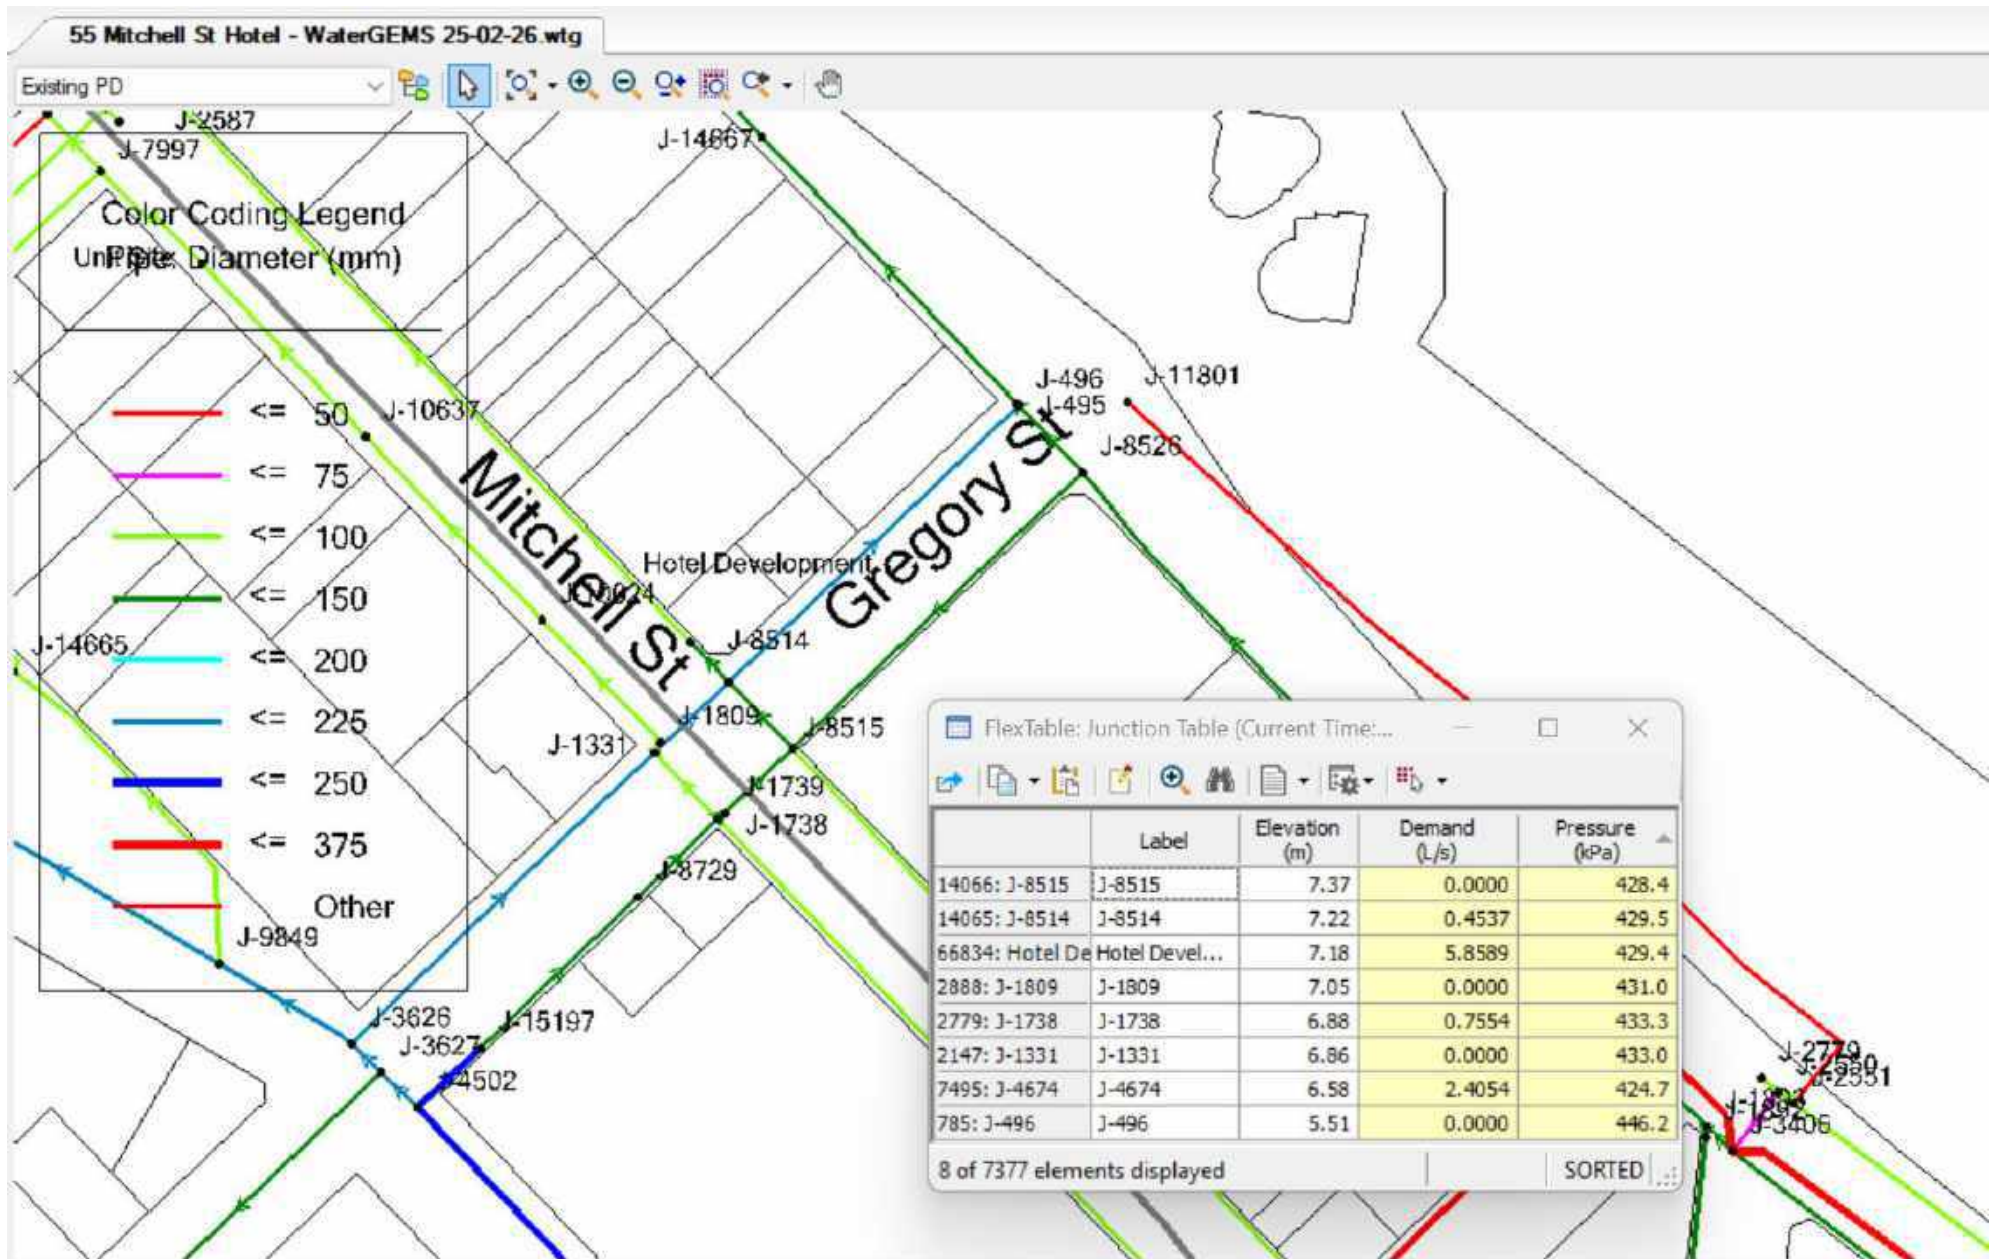 55 Mitchell St Hotel - WaterGEMS 25-02-26.wtg
Existing PD
J-2587
J-7997
J-14667
Color Coding Legend
Pipe: Diameter (mm)
<= 50
<= 75
<= 100
<= 150
<= 200
<= 225
<= 250
<= 375
Other
J-10637
J-496
J-495
J-11801
J-8526
Mitchell St
Gregory St
Hotel Development
J-8514
J-14665
J-1809
J-1331
J-8515
J-1739
J-1738
J-8729
J-9849
J-3626
J-15197
J-3627
J-4502
J-2779
J-2550
J-2551
J-3406
FlexTable: Junction Table (Current Time:...
Label Elevation (m) Demand (L/s) Pressure (kPa)
14066: J-8515 J-8515 7.37 0.0000 428.4
14065: J-8514 J-8514 7.22 0.4537 429.5
66834: Hotel De Hotel Devel... 7.18 5.8589 429.4
2888: J-1809 J-1809 7.05 0.0000 431.0
2779: J-1738 J-1738 6.88 0.7554 433.3
2147: J-1331 J-1331 6.86 0.0000 433.0
7495: J-4674 J-4674 6.58 2.4054 424.7
785: J-496 J-496 5.51 0.0000 446.2
8 of 7377 elements displayed
SORTED